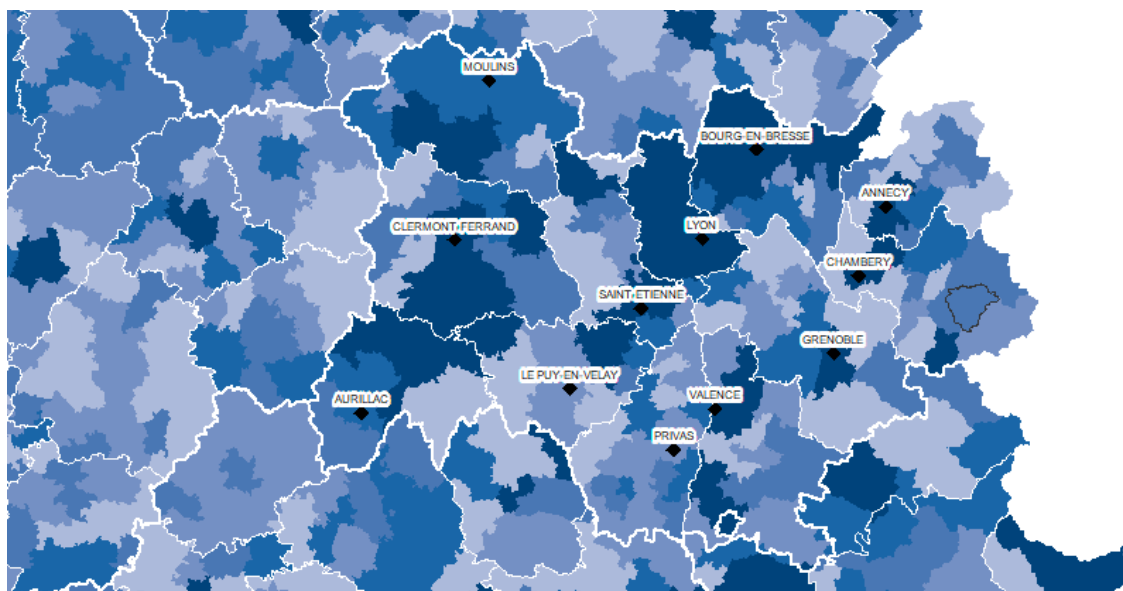 MOULINS
BOURG-EN-BRESSE
ANNECY
CLERMONT-FERRAND
LYON
CHAMBERY
SAINT-ETIENNE
GRENOBLE
LE PUY-EN-VELAY
AURILLAC
VALENCE
PRIVAS